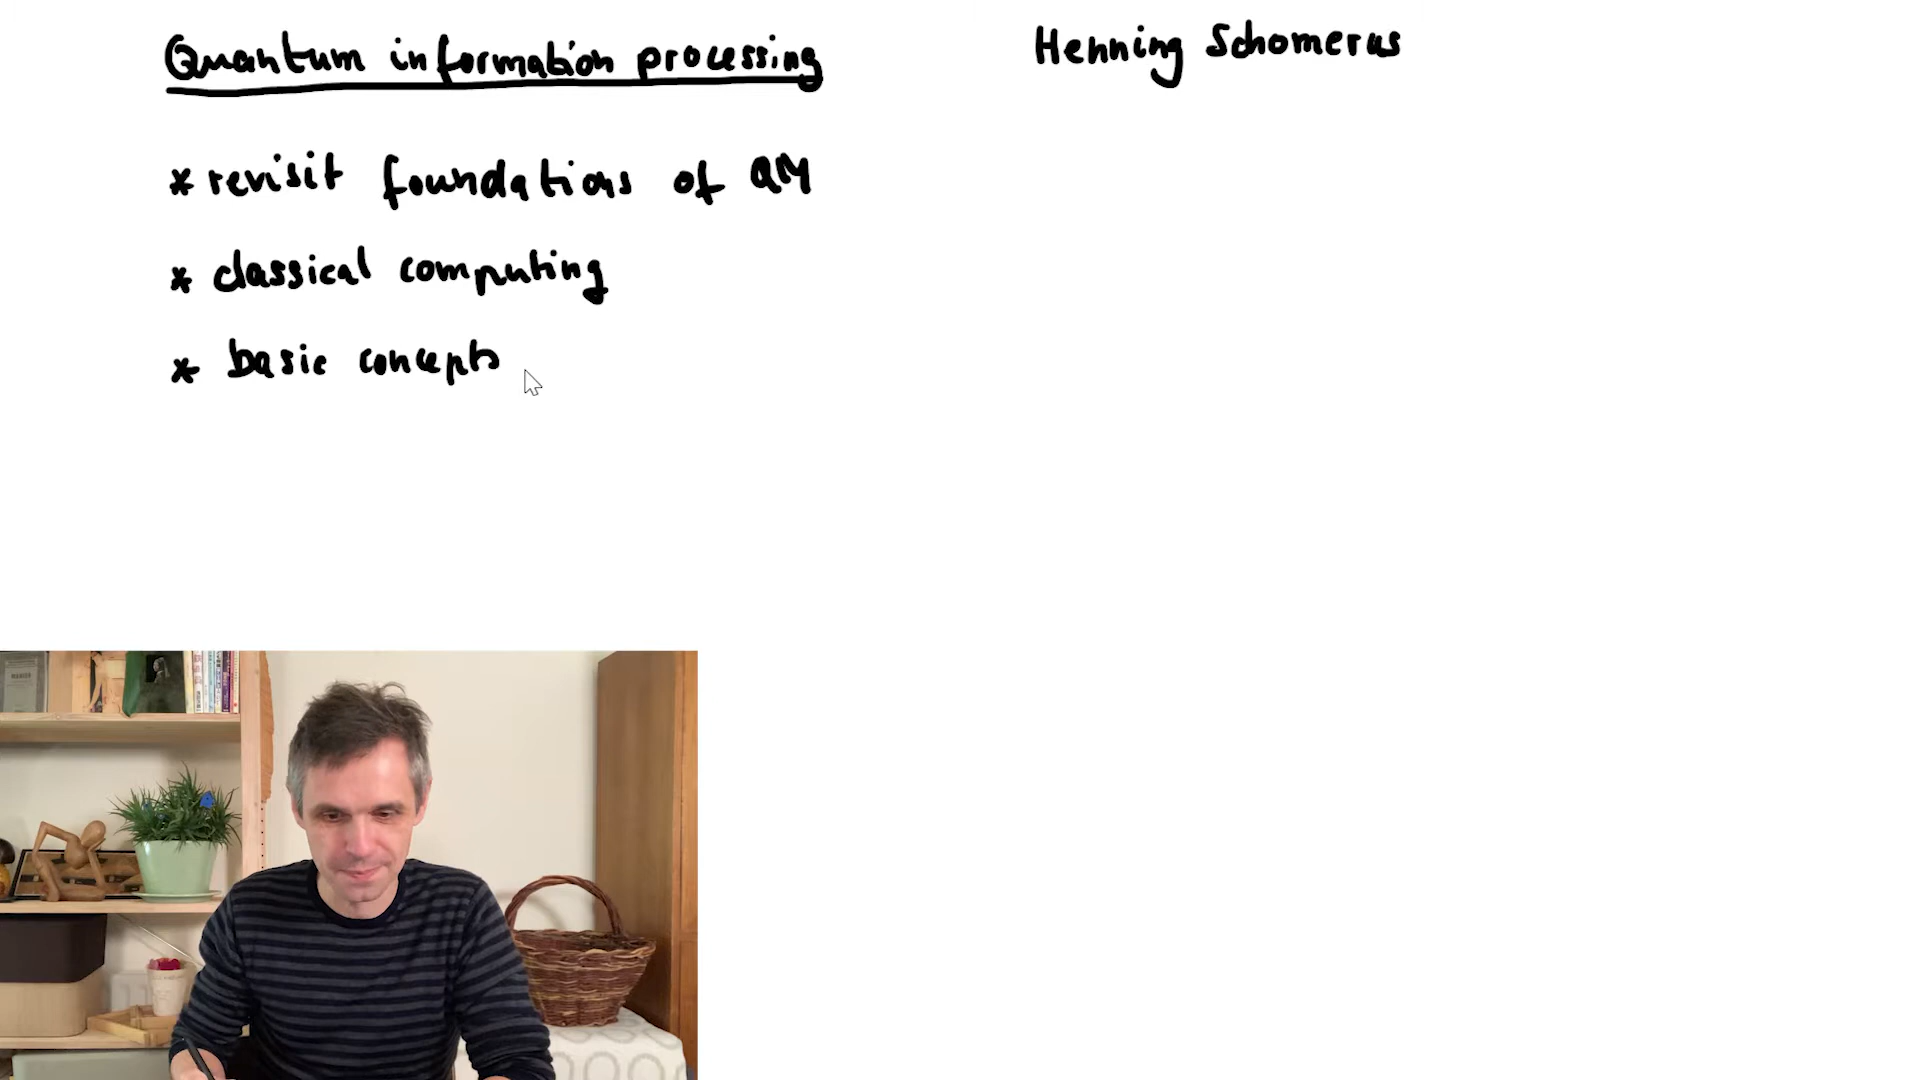 Quantum information processing
Henning Schomerus
* revisit foundations of QM
* classical computing
* basic concepts